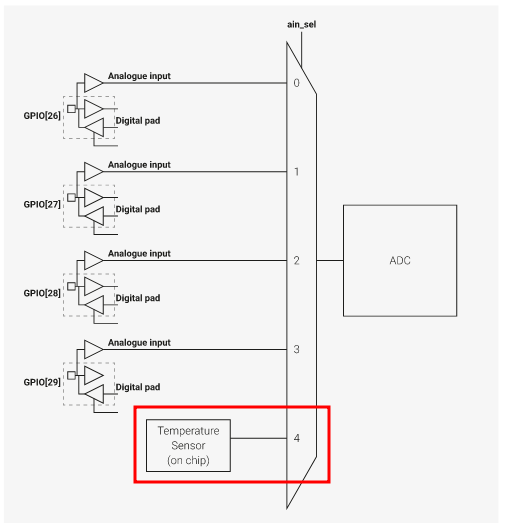 ain_sel
Analogue input
0
GPIO[26]
Digital pad
Analogue input
1
GPIO[27]
Digital pad
Analogue input
2
ADC
GPIO[28]
Digital pad
Analogue input
3
GPIO[29]
Digital pad
Temperature
Sensor
(on chip)
4